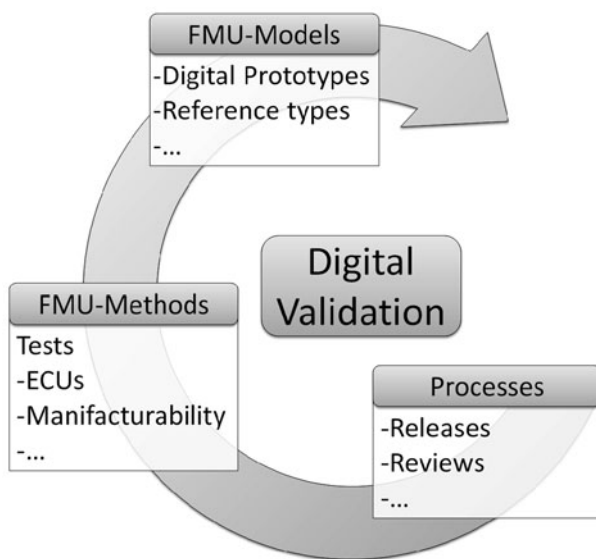 FMU-Models
-Digital Prototypes
-Reference types
-...
Digital
Validation
FMU-Methods
Tests
-ECUs
-Manifacturability
-...
Processes
-Releases
-Reviews
-...